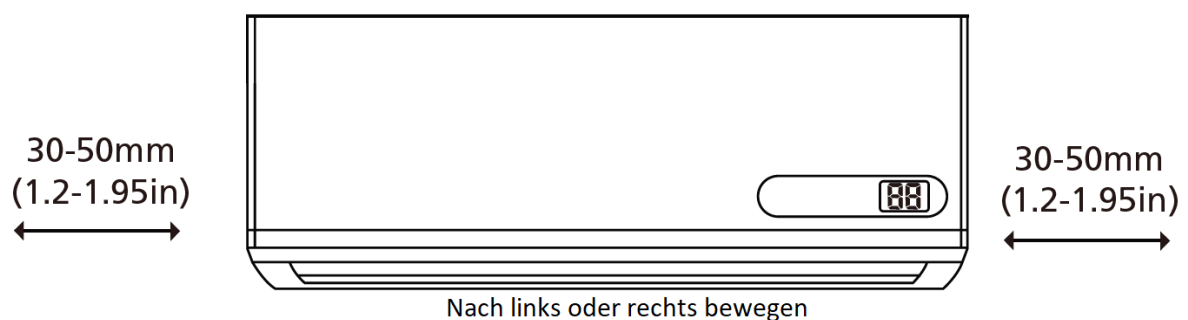 30-50mm
(1.2-1.95in)
30-50mm
(1.2-1.95in)
88
Nach links oder rechts bewegen